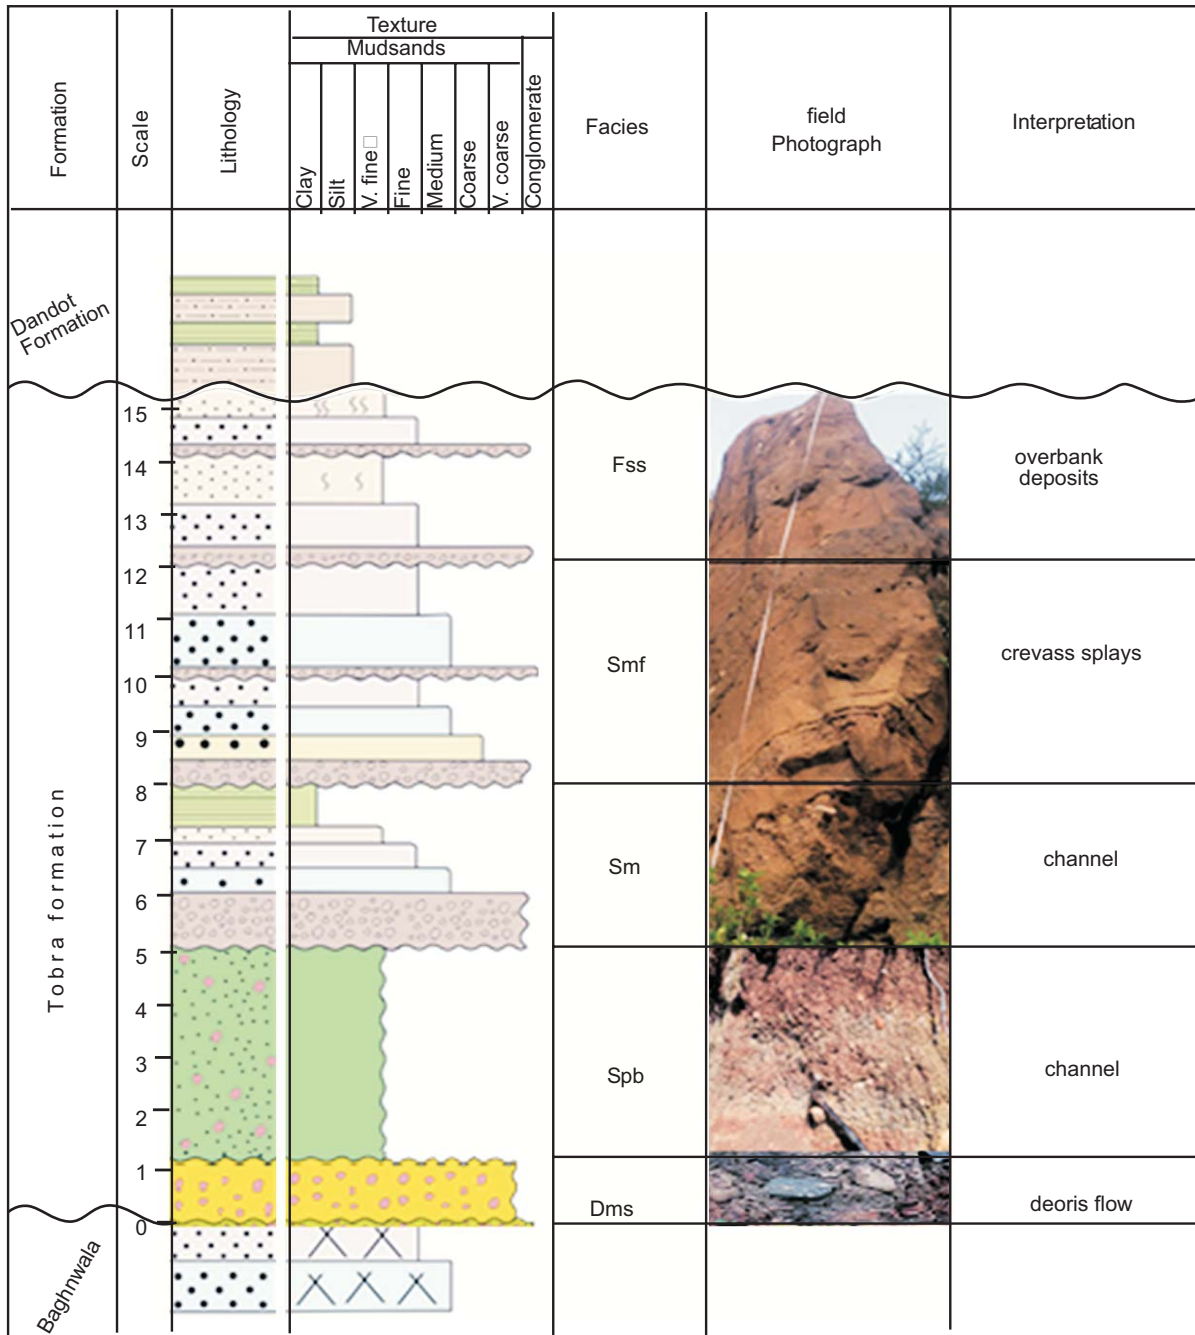 Texture
Mudsands
Formation
Scale
Lithology
Clay
Silt
V. fine□
Fine
Medium
Coarse
V. coarse
Conglomerate
Facies
field
Photograph
Interpretation
Dandot
Formation
15
14
13
12
11
10
9
8
7
6
5
4
3
2
1
0
Tobra formation
Baghnwala
Fss
overbank
deposits
Smf
crevass splays
Sm
channel
Spb
channel
Dms
deoris flow